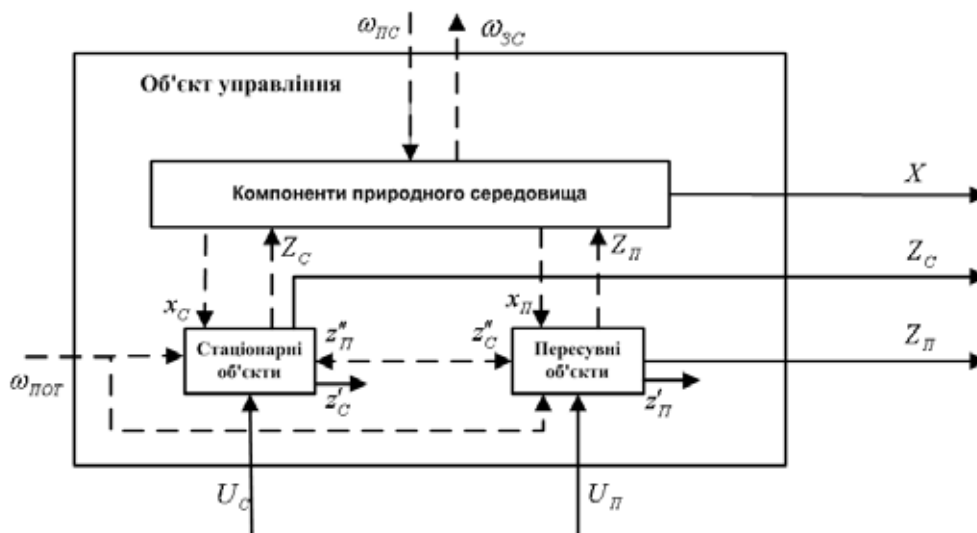 ω_ПС
ω_ЗС
Об'єкт управління
Компоненти природного середовища
X
Z_С
Z_П
Z_С
x_С
x_П
Стаціонарні
об'єкти
z''_П
z''_С
Пересувні
об'єкти
Z_П
ω_ПОТ
z'_С
z'_П
U_С
U_П